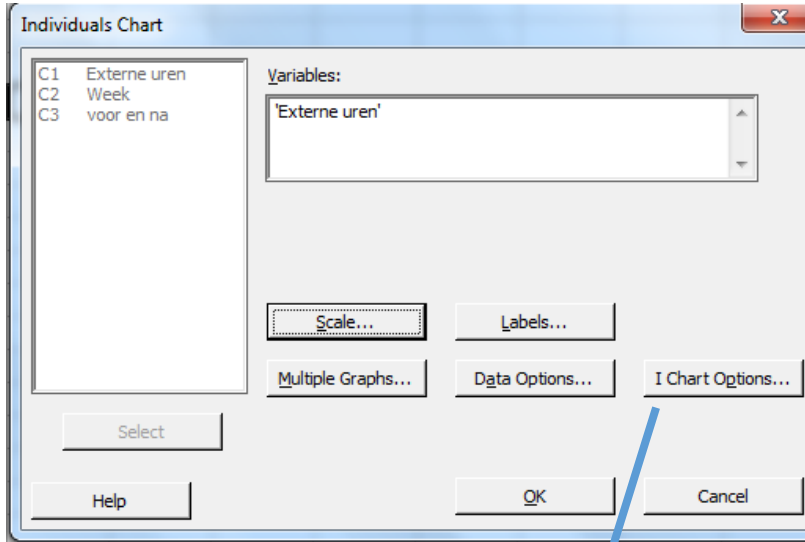 Individuals Chart
C1 Externe uren
C2 Week
C3 voor en na
Variables:
'Externe uren'
Scale...
Labels...
Multiple Graphs...
Data Options...
I Chart Options...
Select
Help
OK
Cancel